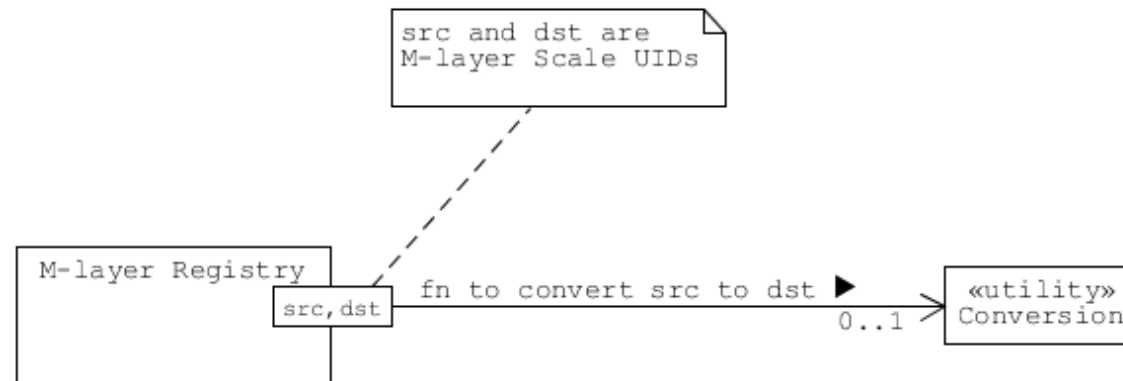 src and dst are
M-layer Scale UIDs
M-layer Registry
src,dst
fn to convert src to dst ▶
0..1
«utility»
Conversion